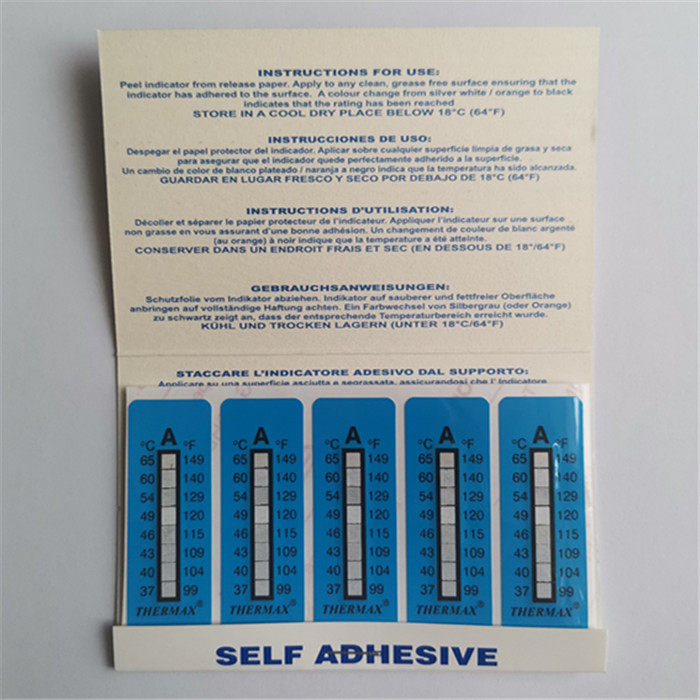 INSTRUCTIONS FOR USE:
Peel indicator from release paper. Apply to any clean, grease free surface ensuring that the
indicator has adhered to the surface. A colour change from silver white / orange to black
indicates that the rating has been reached
STORE IN A COOL DRY PLACE BELOW 18°C (64°F)
INSTRUCCIONES DE USO:
Despegar el papel protector del indicador. Aplicar sobre cualquier superficie limpia de grasa y seca
para asegurar que el indicador quede perfectamente adherido a la superficie.
Un cambio de color de blanco plateado / naranja a negro indica que la temperatura ha sido alcanzada.
GUARDAR EN LUGAR FRESCO Y SECO POR DEBAJO DE 18°C (64°F)
INSTRUCTIONS D'UTILISATION:
Décoller et séparer le papier protecteur de l'indicateur. Appliquer l'indicateur sur une surface
non grasse en vous assurant d'une bonne adhésion. Un changement de couleur de blanc argenté
(au orange) à noir indique que la temperature a été atteinte.
CONSERVER DANS UN ENDROIT FRAIS ET SEC (EN DESSOUS DE 18°/64°F)
GEBRAUCHSANWEISUNGEN:
Schutzfolie vom Indikator abziehen. Indikator auf sauberer und fettfreier Oberfläche
anbringen auf vollständige Haftung achten. Ein Farbwechsel von Silbergrau (oder Orange)
zu schwartz zeigt an, dass der entsprechende Temperaturbereich erreicht wurde.
KÜHL UND TROCKEN LAGERN (UNTER 18°C/64°F)
STACCARE L'INDICATORE ADESIVO DAL SUPPORTO:
Applicare su una superficie asciutta e sgrassata, assicurandosi che l' Indicatore
°C A °F °C A °F °C A °F °C A °F °C A °F
65 149 65 149 65 149 65 149 65 149
60 140 60 140 60 140 60 140 60 140
54 129 54 129 54 129 54 129 54 129
49 120 49 120 49 120 49 120 49 120
46 115 46 115 46 115 46 115 46 115
43 109 43 109 43 109 43 109 43 109
40 104 40 104 40 104 40 104 40 104
37 99 37 99 37 99 37 99 37 99
THERMAX® THERMAX® THERMAX® THERMAX® THERMAX®
SELF ADHESIVE